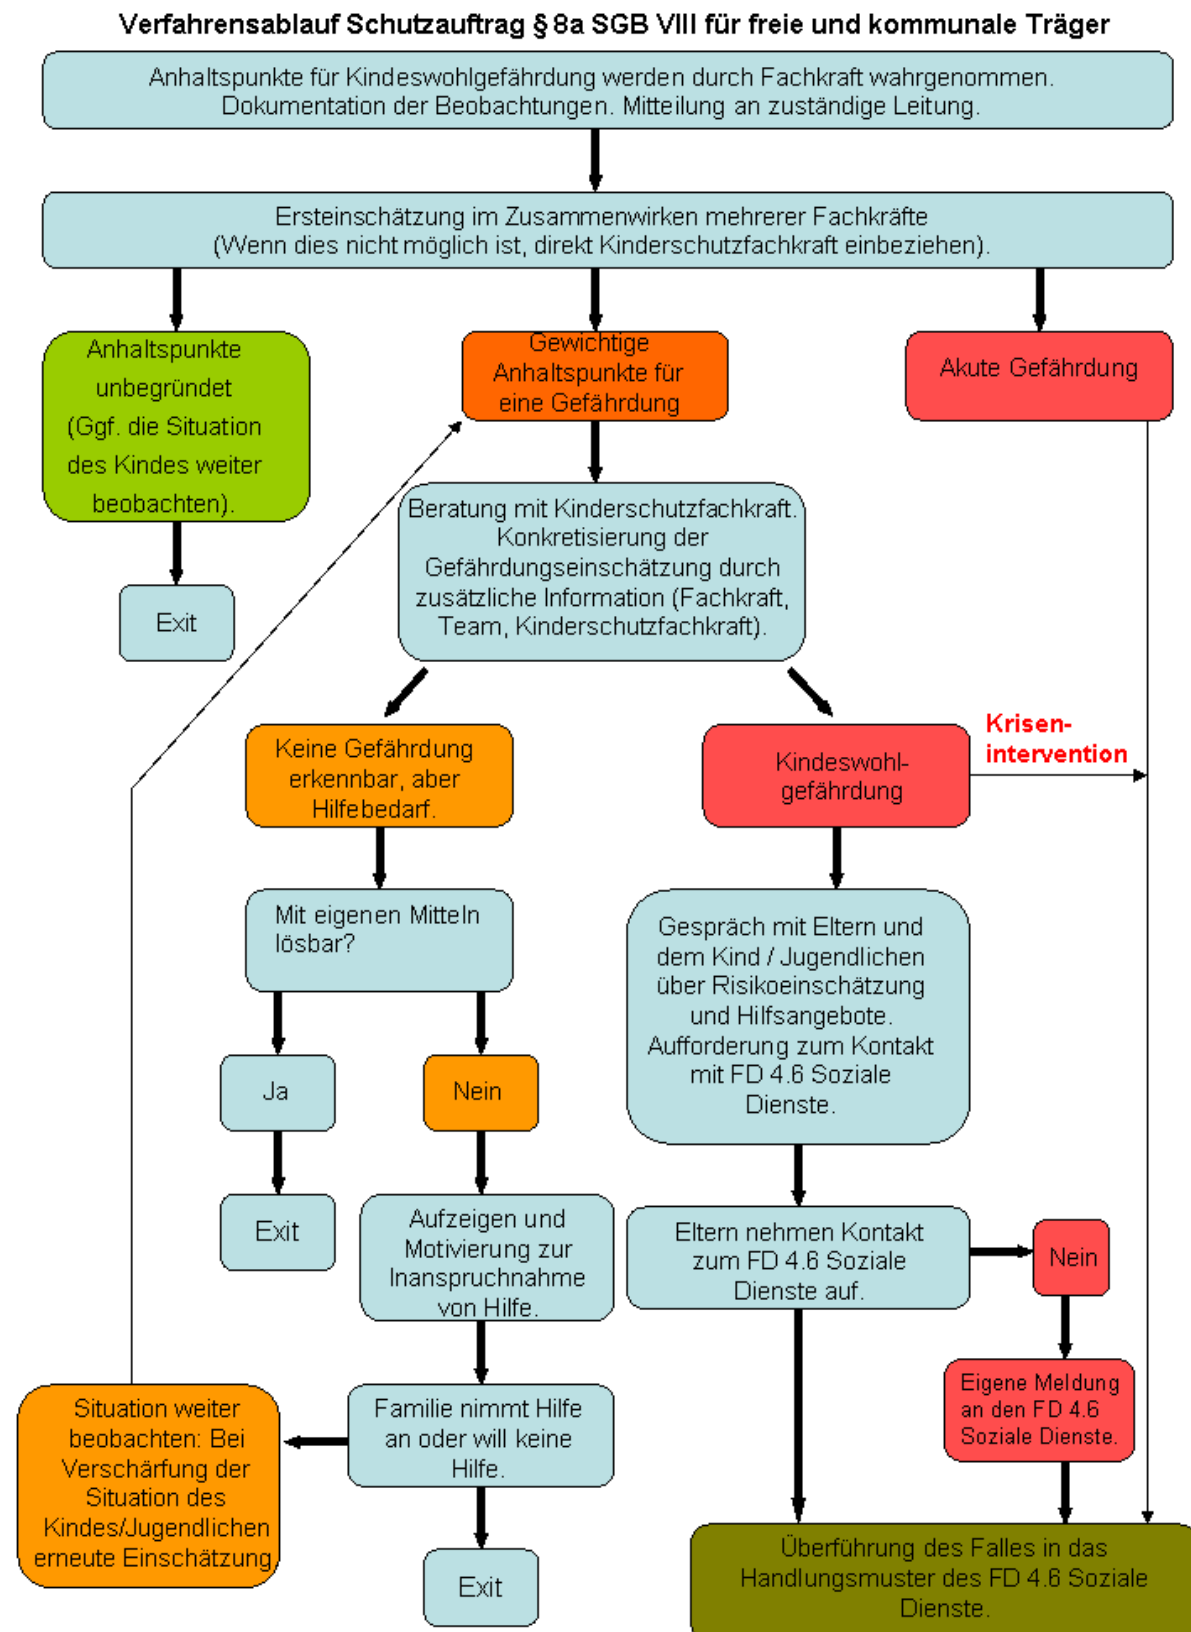 Verfahrensablauf Schutzauftrag § 8a SGB VIII für freie und kommunale Träger
Anhaltspunkte für Kindeswohlgefährdung werden durch Fachkraft wahrgenommen.
Dokumentation der Beobachtungen. Mitteilung an zuständige Leitung.
Ersteinschätzung im Zusammenwirken mehrerer Fachkräfte
(Wenn dies nicht möglich ist, direkt Kinderschutzfachkraft einbeziehen).
Anhaltspunkte
unbegründet
(Ggf. die Situation
des Kindes weiter
beobachten).
Gewichtige
Anhaltspunkte für
eine Gefährdung
Akute Gefährdung
Exit
Beratung mit Kinderschutzfachkraft.
Konkretisierung der
Gefährdungseinschätzung durch
zusätzliche Information (Fachkraft,
Team, Kinderschutzfachkraft).
Keine Gefährdung
erkennbar, aber
Hilfebedarf.
Kindeswohl-
gefährdung
Krisen-
intervention
Mit eigenen Mitteln
lösbar?
Ja
Nein
Exit
Aufzeigen und
Motivierung zur
Inanspruchnahme
von Hilfe.
Gespräch mit Eltern und
dem Kind / Jugendlichen
über Risikoeinschätzung
und Hilfsangebote.
Aufforderung zum Kontakt
mit FD 4.6 Soziale
Dienste.
Eltern nehmen Kontakt
zum FD 4.6 Soziale
Dienste auf.
Nein
Eigene Meldung
an den FD 4.6
Soziale Dienste.
Situation weiter
beobachten: Bei
Verschärfung der
Situation des
Kindes/Jugendlichen
erneute Einschätzung
Familie nimmt Hilfe
an oder will keine
Hilfe.
Exit
Überführung des Falles in das
Handlungsmuster des FD 4.6 Soziale
Dienste.